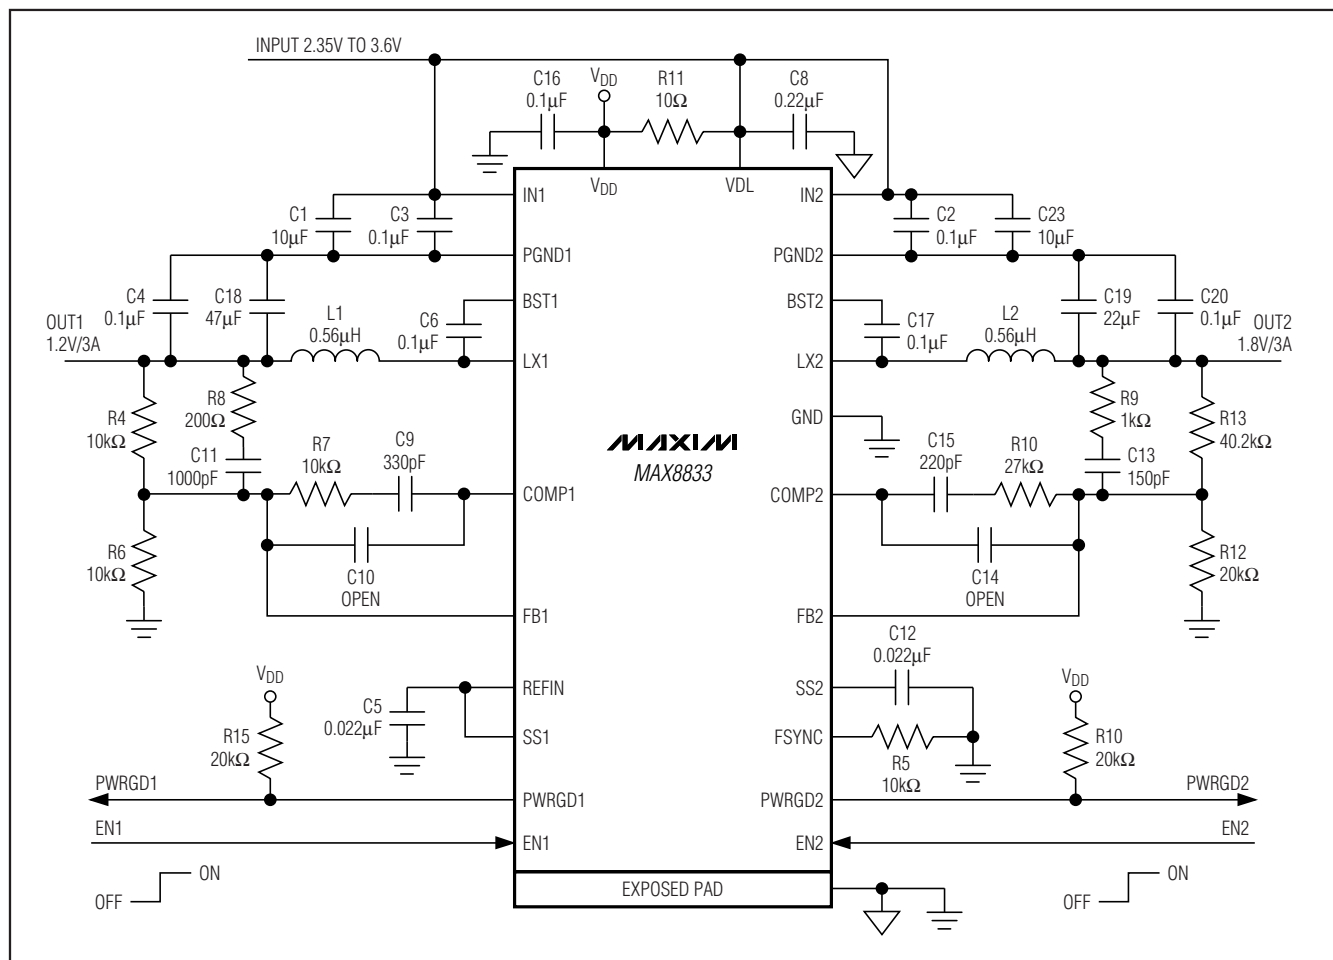 INPUT 2.35V TO 3.6V
C16
0.1µF
VDD
R11
10Ω
C8
0.22µF
VDD
VDL
IN1
IN2
C1
10µF
C3
0.1µF
C2
0.1µF
C23
10µF
PGND1
PGND2
C4
0.1µF
C18
47µF
BST1
BST2
C19
22µF
C20
0.1µF
OUT1
1.2V/3A
L1
0.56µH
C6
0.1µF
C17
0.1µF
L2
0.56µH
OUT2
1.8V/3A
LX1
LX2
R4
10kΩ
R8
200Ω
GND
R9
1kΩ
R13
40.2kΩ
C11
1000pF
R7
10kΩ
C9
330pF
MAXIM
MAX8833
C15
220pF
R10
27kΩ
C13
150pF
COMP1
COMP2
R6
10kΩ
C10
OPEN
C14
OPEN
R12
20kΩ
FB1
FB2
C12
0.022µF
VDD
REFIN
SS2
VDD
C5
0.022µF
R15
20kΩ
SS1
FSYNC
R5
10kΩ
R10
20kΩ
PWRGD1
PWRGD1
PWRGD2
PWRGD2
EN1
EN1
EN2
EN2
OFF
ON
EXPOSED PAD
OFF
ON